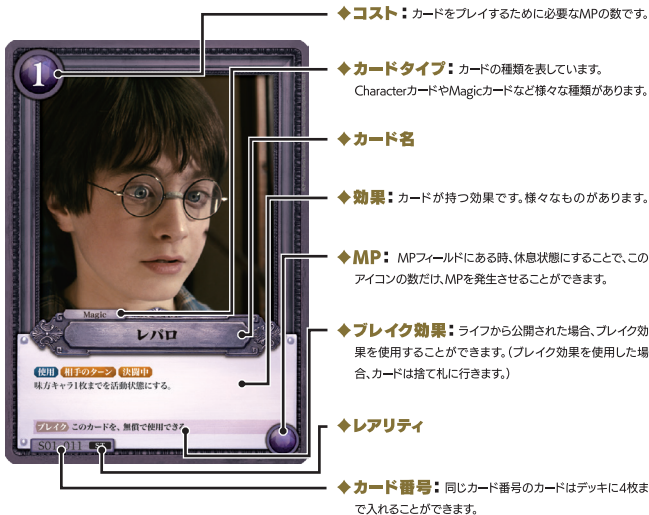 ◆コスト：カードをプレイするために必要なMPの数です。
◆カードタイプ：カードの種類を表しています。
CharacterカードやMagicカードなど様々な種類があります。
◆カード名
◆効果：カードが持つ効果です。様々なものがあります。
◆MP：MPフィールドにある時、休息状態にすることで、この
アイコンの数だけ、MPを発生させることができます。
◆ブレイク効果：ライフから公開された場合、ブレイク効
果を使用することができます。（ブレイク効果を使用した場
合、カードは捨て札に行きます。）
◆レアリティ
◆カード番号：同じカード番号のカードはデッキに4枚ま
で入れることができます。
1
Magic
レパロ
使用 相手のターン 決闘中
味方キャラ1枚までを活動状態にする。
ブレイク このカードを、無償で使用できる
S01-011